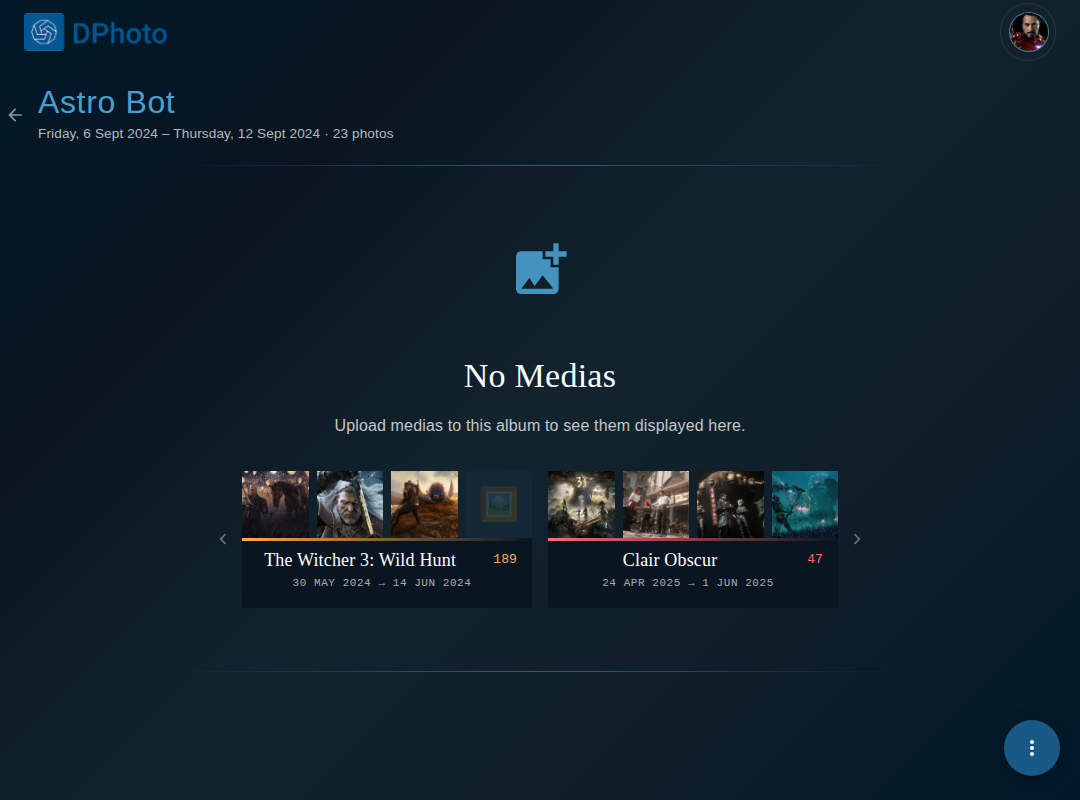 DPhoto
Astro Bot
Friday, 6 Sept 2024 – Thursday, 12 Sept 2024 · 23 photos
No Medias
Upload medias to this album to see them displayed here.
The Witcher 3: Wild Hunt 189
30 MAY 2024 → 14 JUN 2024
Clair Obscur 47
24 APR 2025 → 1 JUN 2025